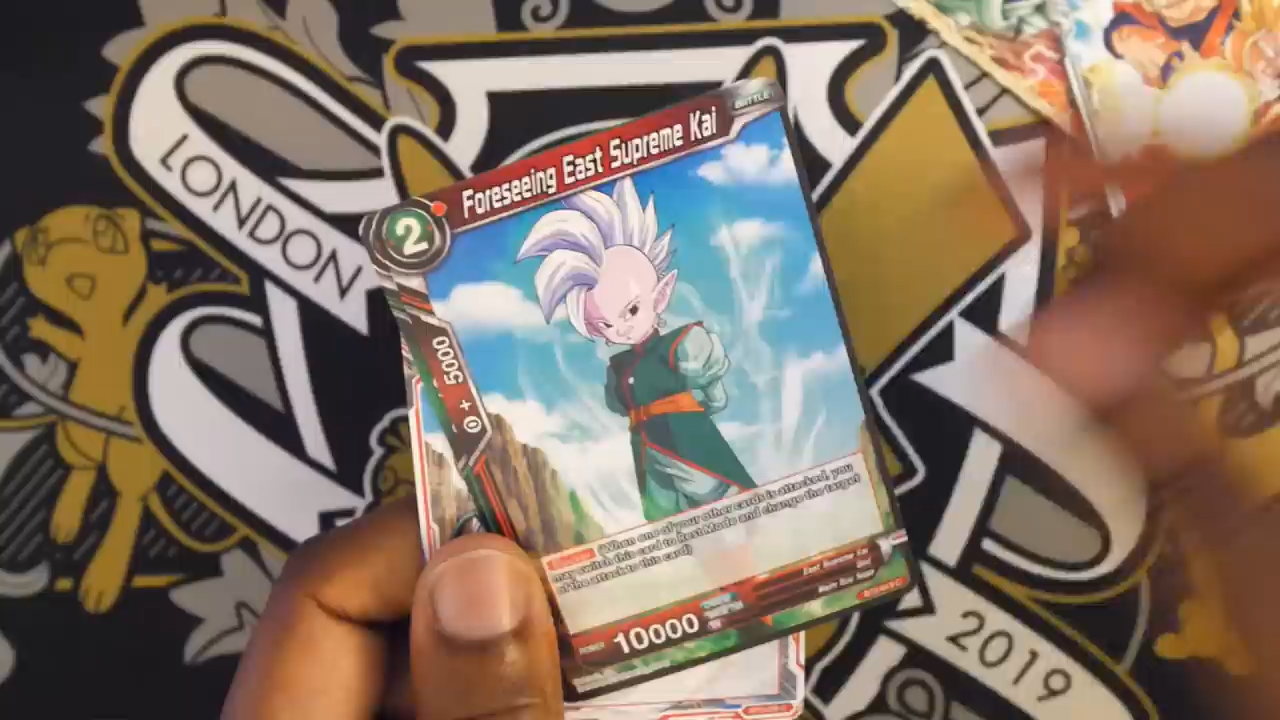 LONDON
BATTLE
Foreseeing East Supreme Kai
2
+ 5000
(When one of your other cards is attacked, you
may switch this card to Rest Mode and change the target
of the attack to this card)
East Supreme Kai
God
POWER 10000
2019